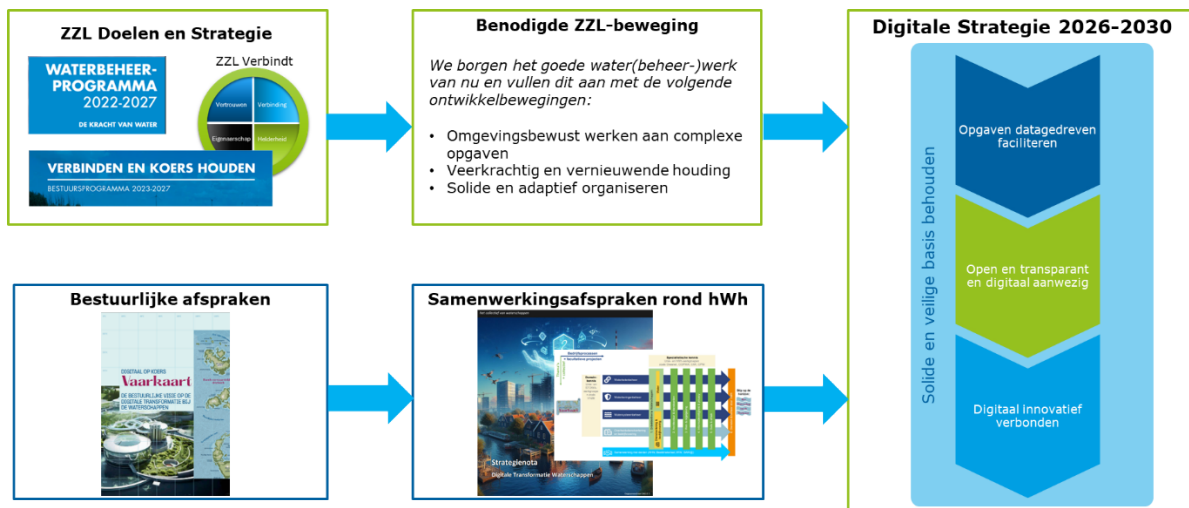 ZZL Doelen en Strategie
WATERBEHEER-
PROGRAMMA
2022-2027
DE KRACHT VAN WATER
ZZL Verbindt
Vertrouwen
Verbinding
Eigenaerschap
Helderheid
VERBINDEN EN KOERS HOUDEN
BESTUURSPROGRAMMA 2023-2027
Benodigde ZZL-beweging
We borgen het goede water(beheer-)werk
van nu en vullen dit aan met de volgende
ontwikkelbewegingen:
• Omgevingsbewust werken aan complexe
opgaven
• Veerkrachtig en vernieuwende houding
• Solide en adaptief organiseren
Bestuurlijke afspraken
DIGITAAL OP KOERS
Vaarkaart
DE BESTUURLIJKE VISIE OP DE
DIGITALE TRANSFORMATIE BIJ
DE WATERSCHAPPEN
Samenwerkingsafspraken rond hWh
Het collectief van waterschappen
Strategienota
Digitale Transformatie Waterschappen
Digitale Strategie 2026-2030
Solide en veilige basis behouden
Opgaven datagedreven
faciliteren
Open en transparant
en digitaal aanwezig
Digitaal innovatief
verbonden